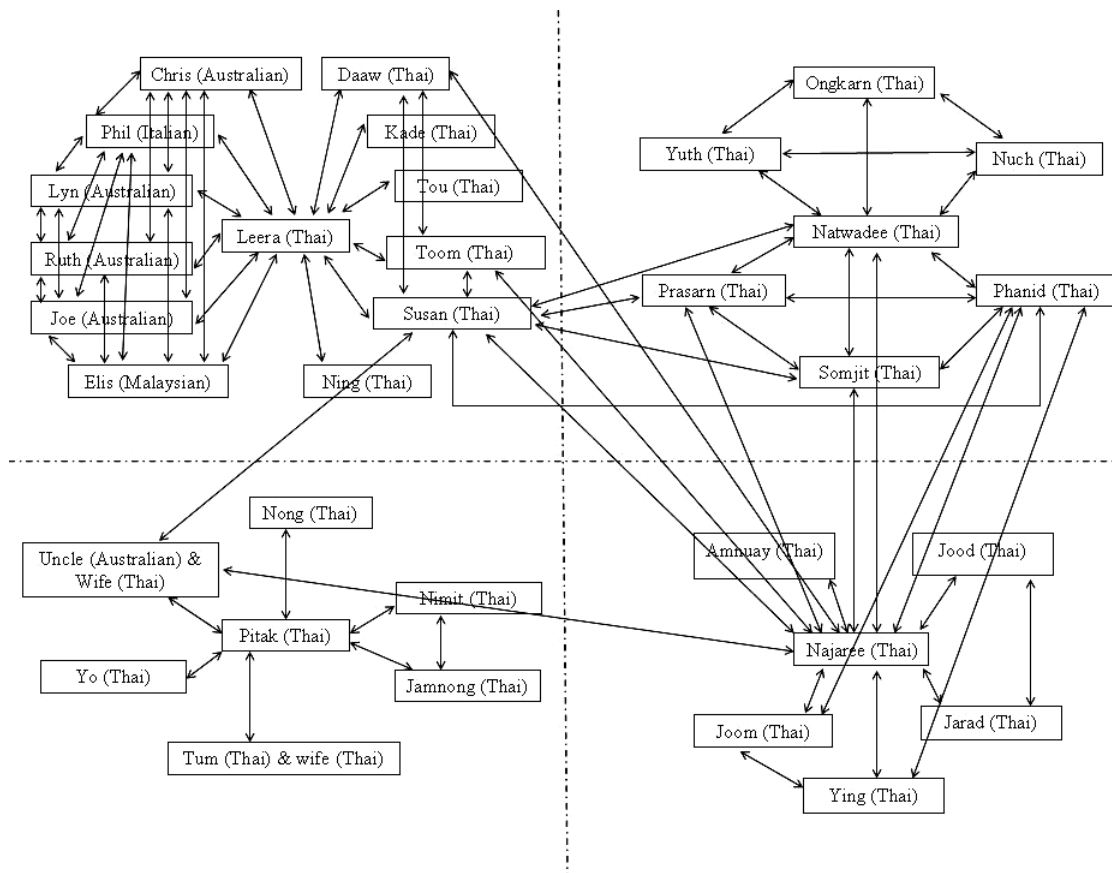 Chris (Australian)
Daaw (Thai)
Phil (Italian)
Kade (Thai)
Lyn (Australian)
Tou (Thai)
Leera (Thai)
Ruth (Australian)
Toom (Thai)
Joe (Australian)
Susan (Thai)
Elis (Malaysian)
Ning (Thai)
Ongkarn (Thai)
Yuth (Thai)
Nuch (Thai)
Natwadee (Thai)
Prasarn (Thai)
Phanid (Thai)
Somjit (Thai)
Nong (Thai)
Uncle (Australian) &
Wife (Thai)
Nimit (Thai)
Pitak (Thai)
Yo (Thai)
Jamnong (Thai)
Tum (Thai) & wife (Thai)
Amnuay (Thai)
Jood (Thai)
Najaree (Thai)
Joom (Thai)
Jarad (Thai)
Ying (Thai)